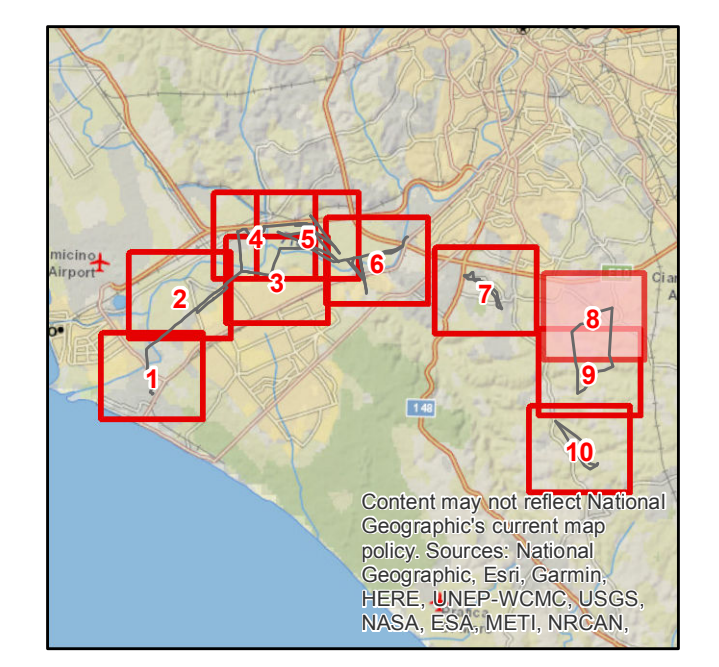 micino
Airport
4
5
6
3
2
7
Cian
8
1
9
148
10
Content may not reflect National
Geographic's current map
policy. Sources: National
Geographic, Esri, Garmin,
HERE, UNEP-WCMC, USGS,
NASA, ESA, METI, NRCAN,